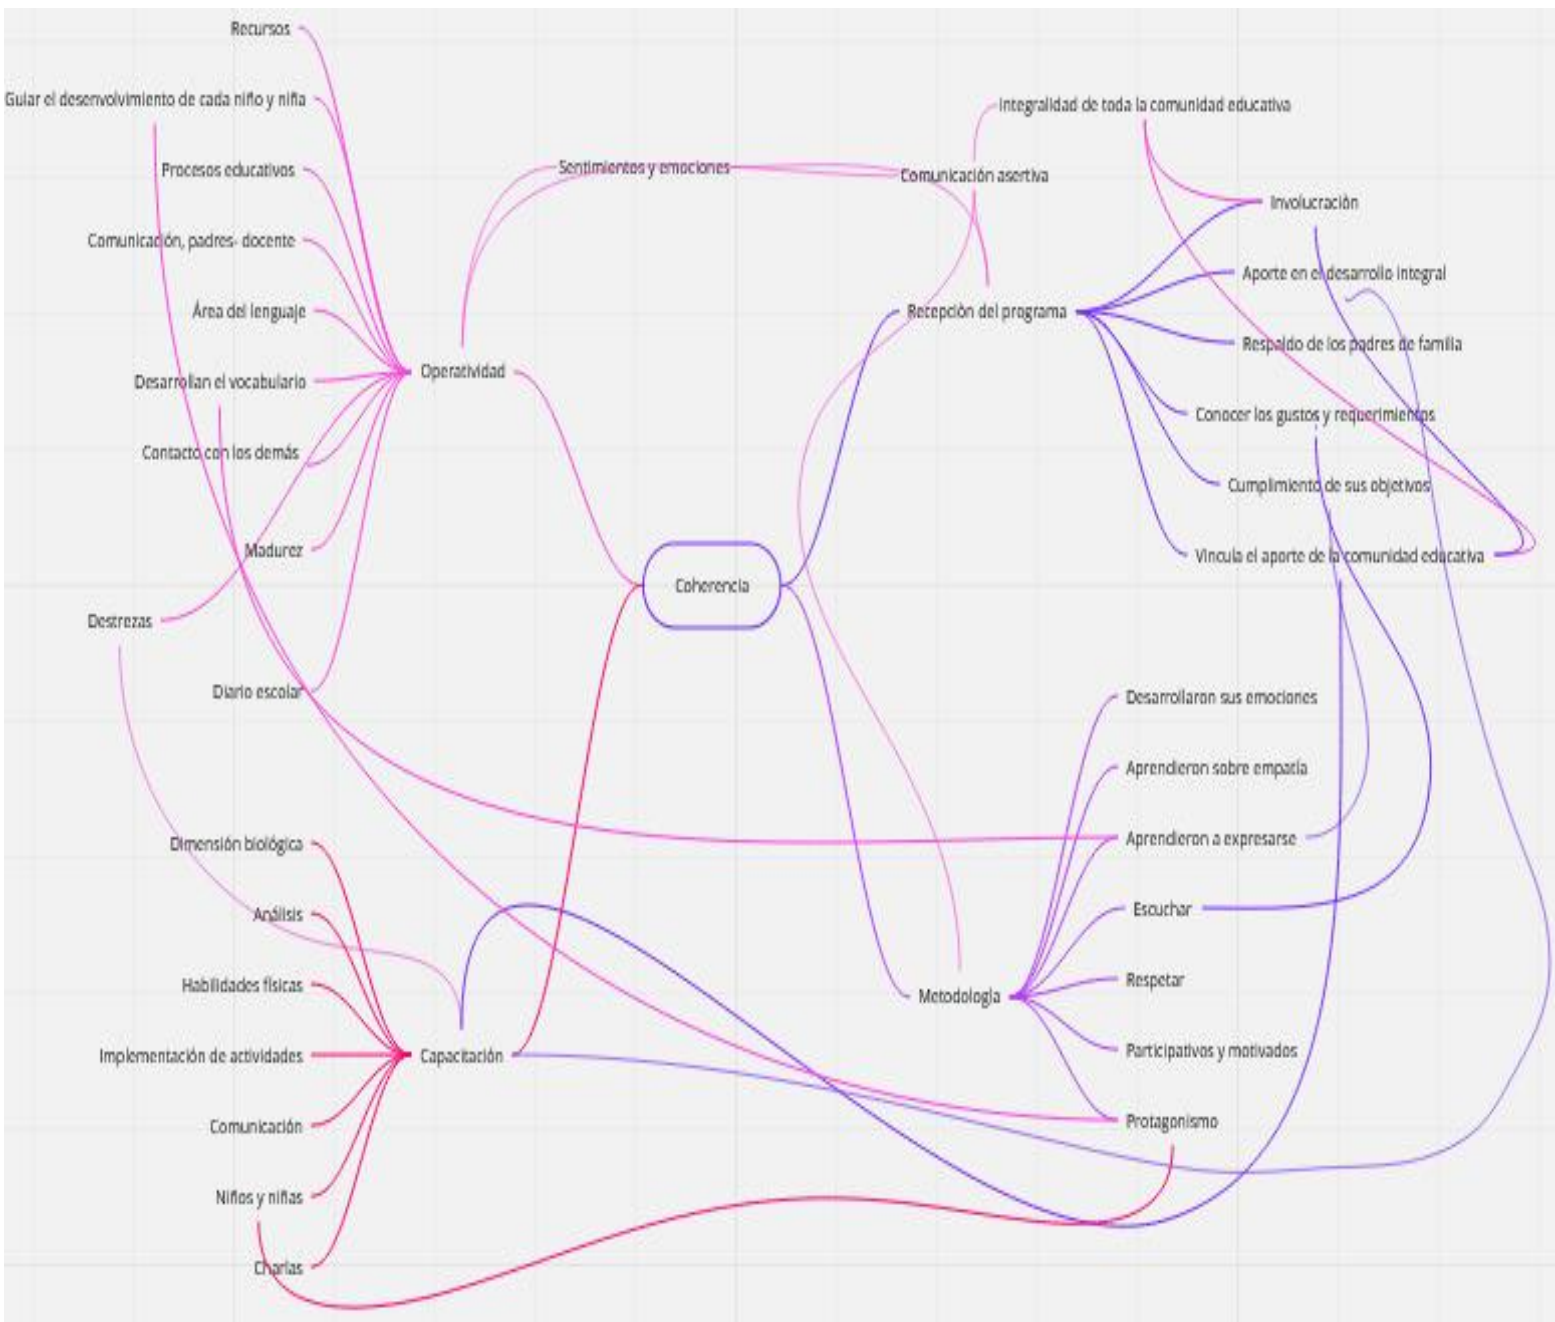 Recursos
Guiar el desenvolvimiento de cada niño y niña
Procesos educativos
Comunicación, padres- docente
Área del lenguaje
Desarrollan el vocabulario
Contacto con los demás
Madurez
Destrezas
Diario escolar
Operatividad
Sentimientos y emociones
Comunicación asertiva
Integralidad de toda la comunidad educativa
Recepción del programa
Involucración
Aporte en el desarrollo integral
Respaldo de los padres de familia
Conocer los gustos y requerimientos
Cumplimiento de sus objetivos
Vincula el aporte de la comunidad educativa
Coherencia
Dimensión biológica
Análisis
Habilidades físicas
Implementación de actividades
Comunicación
Niños y niñas
Charlas
Capacitación
Metodología
Desarrollaron sus emociones
Aprendieron sobre empatía
Aprendieron a expresarse
Escuchar
Respetar
Participativos y motivados
Protagonismo